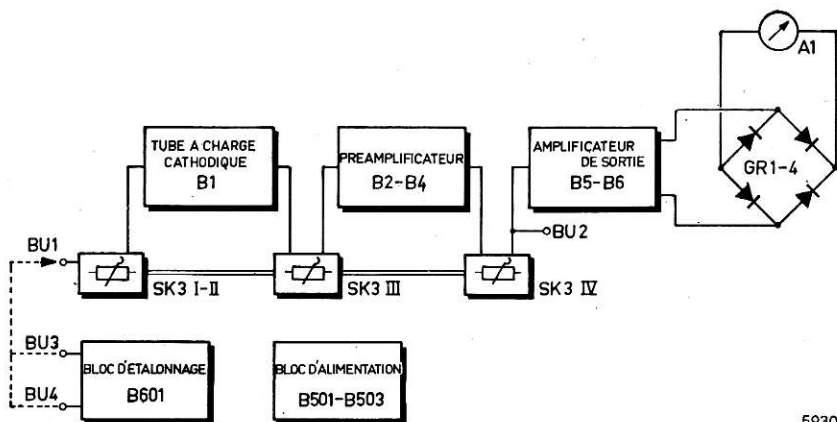 A1
TUBE A CHARGE
CATHODIQUE
B1
PREAMPLIFICATEUR
B2-B4
AMPLIFICATEUR
DE SORTIE
B5-B6
GR1-4
BU1
BU2
SK3 I-II
SK3 III
SK3 IV
BU3
BU4
BLOC D'ETALONNAGE
B601
BLOC D'ALIMENTATION
B501-B503
5930